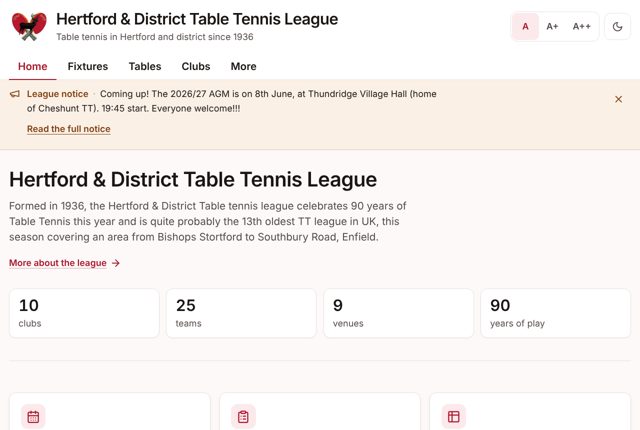 Hertford & District Table Tennis League
Table tennis in Hertford and district since 1936
A A+ A++
Home Fixtures Tables Clubs More
League notice · Coming up! The 2026/27 AGM is on 8th June, at Thundridge Village Hall (home
of Cheshunt TT). 19:45 start. Everyone welcome!!!
Read the full notice
Hertford & District Table Tennis League
Formed in 1936, the Hertford & District Table tennis league celebrates 90 years of
Table Tennis this year and is quite probably the 13th oldest TT league in UK, this
season covering an area from Bishops Stortford to Southbury Road, Enfield.
More about the league →
10 25 9 90
clubs teams venues years of play